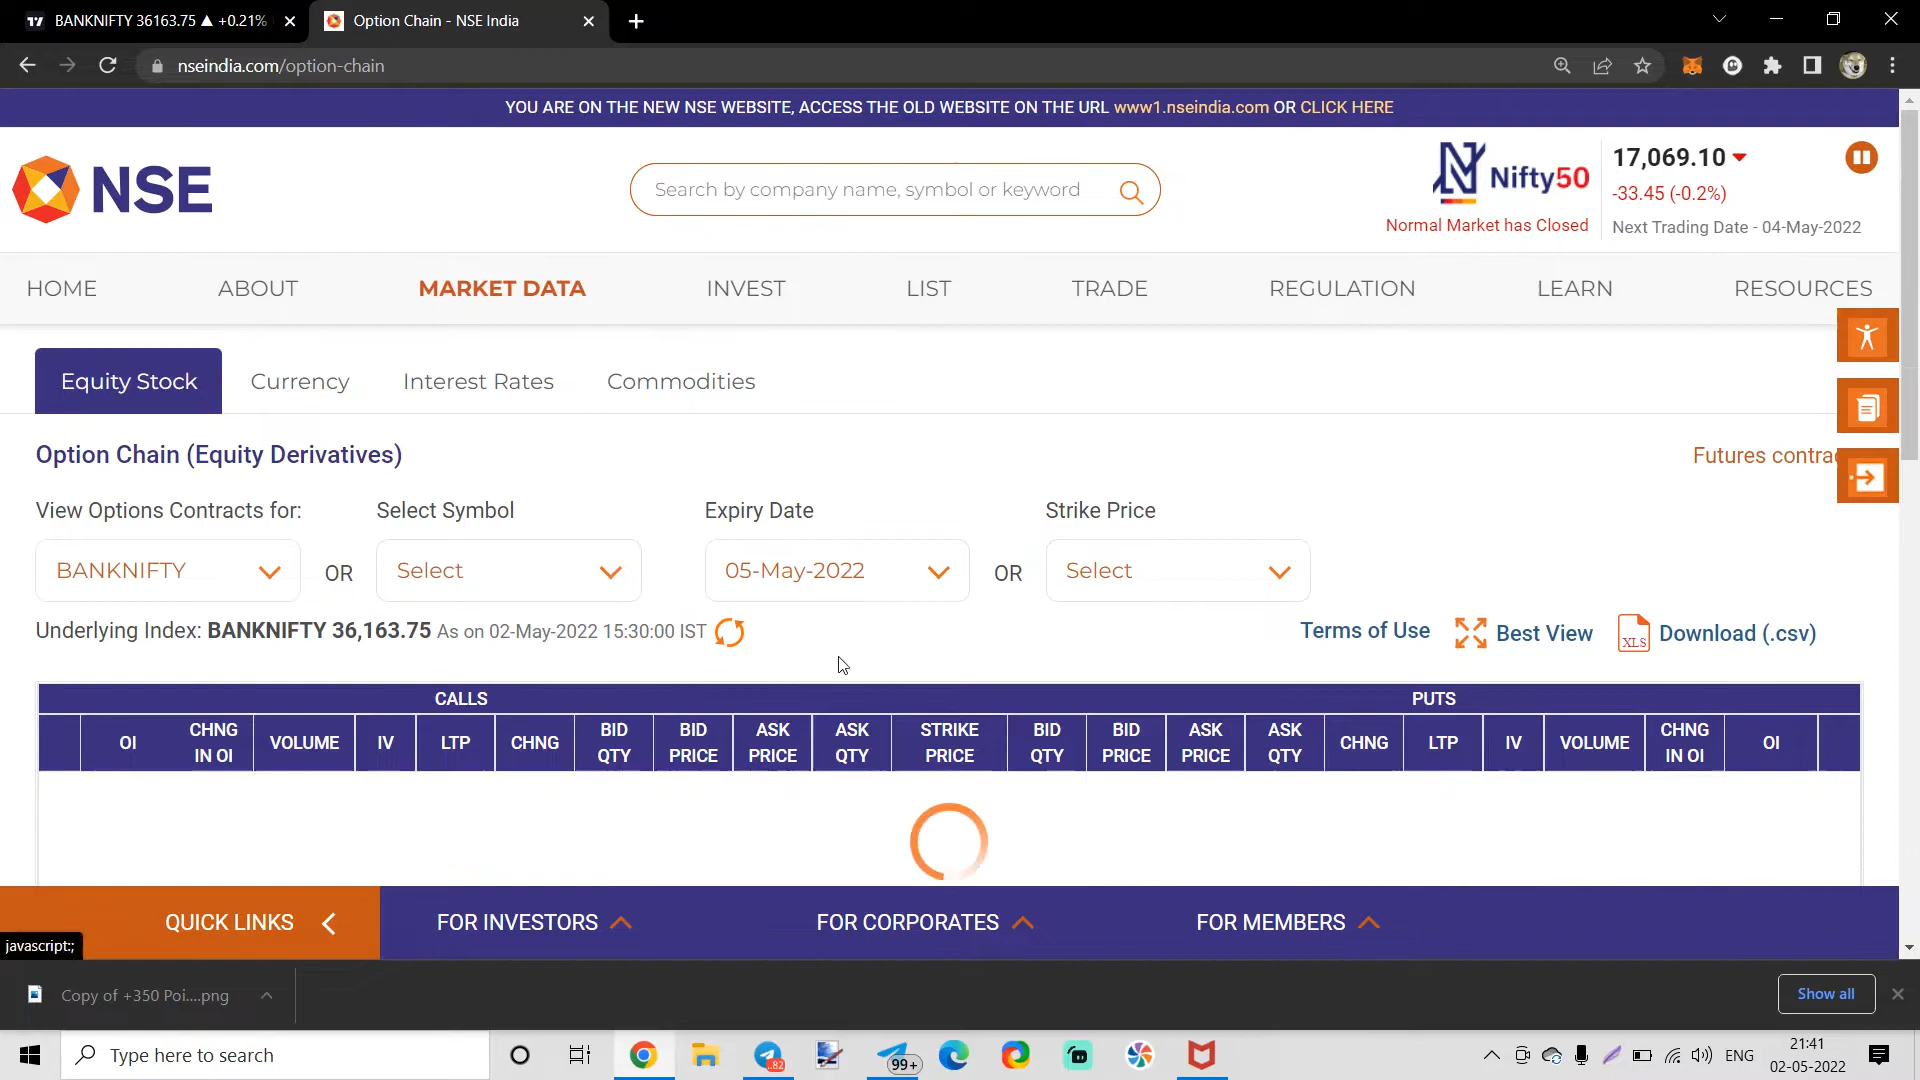 BANKNIFTY 36163.75 ▲ +0.21%
Option Chain - NSE India
nseindia.com/option-chain
YOU ARE ON THE NEW NSE WEBSITE, ACCESS THE OLD WEBSITE ON THE URL www1.nseindia.com OR CLICK HERE
NSE
Search by company name, symbol or keyword
Nifty50
17,069.10
-33.45 (-0.2%)
Normal Market has Closed
Next Trading Date - 04-May-2022
HOME ABOUT MARKET DATA INVEST LIST TRADE REGULATION LEARN RESOURCES
Equity Stock Currency Interest Rates Commodities
Option Chain (Equity Derivatives)
Futures contra
View Options Contracts for: Select Symbol Expiry Date Strike Price
BANKNIFTY OR Select 05-May-2022 OR Select
Underlying Index: BANKNIFTY 36,163.75 As on 02-May-2022 15:30:00 IST
Terms of Use Best View XLS Download (.csv)
CALLS PUTS
OI CHNG IN OI VOLUME IV LTP CHNG BID QTY BID PRICE ASK PRICE ASK QTY STRIKE PRICE BID QTY BID PRICE ASK PRICE ASK QTY CHNG LTP IV VOLUME CHNG IN OI OI
QUICK LINKS FOR INVESTORS FOR CORPORATES FOR MEMBERS
javascript:;
Copy of +350 Poi....png
Show all
Type here to search
82
99+
ENG
21:41
02-05-2022